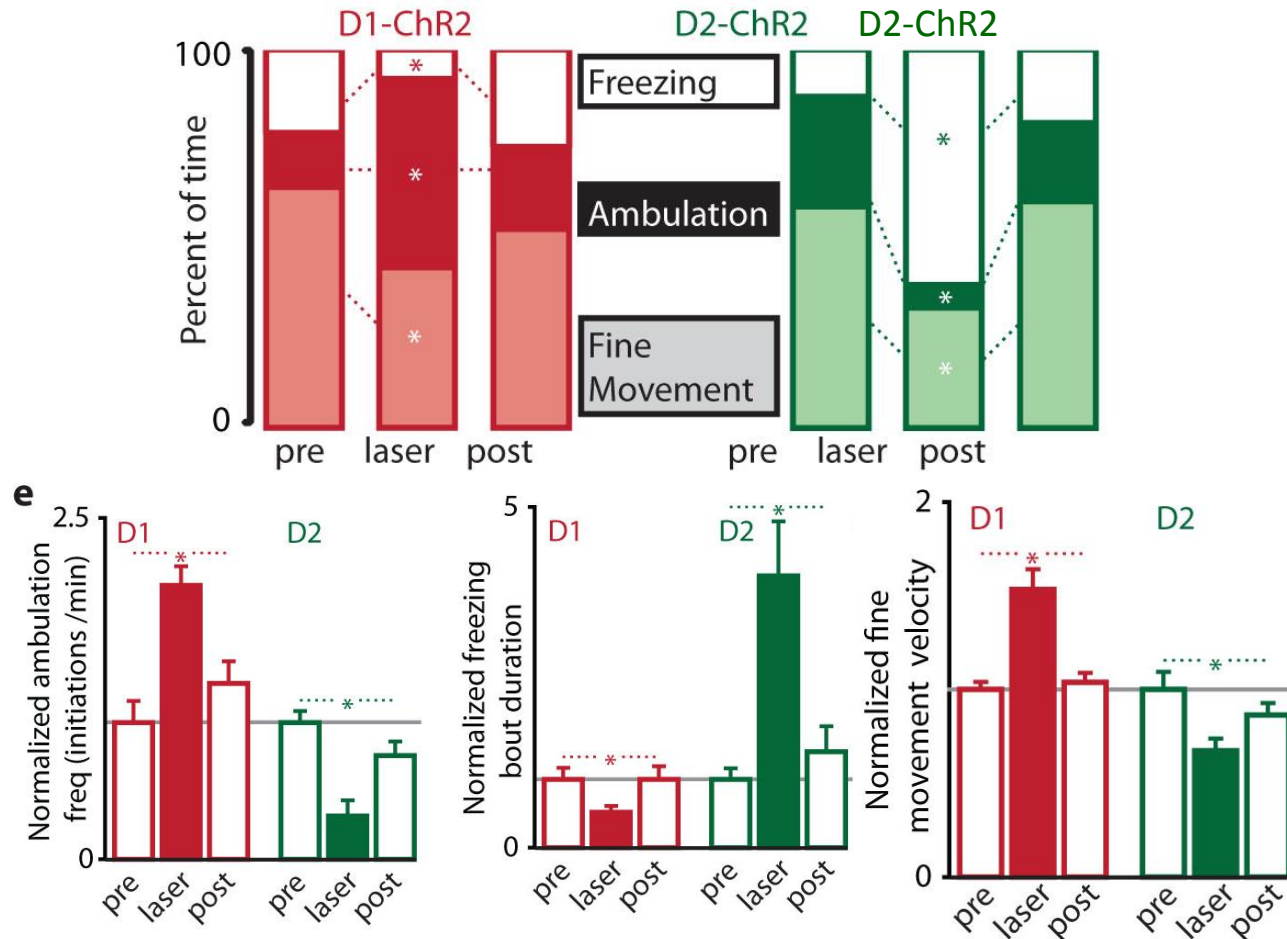 D1-ChR2 D2-ChR2 D2-ChR2
100
Percent of time
0
*
*
*
Freezing
Ambulation
Fine
Movement
*
*
*
pre laser post pre laser post
e
2.5
Normalized ambulation
freq (initiations /min)
0
D1 D2
*
*
pre laser post pre laser post
5
Normalized freezing
bout duration
0
D1 D2
*
*
pre laser post pre laser post
2
Normalized fine
movement velocity
0
D1 D2
*
*
pre laser post pre laser post